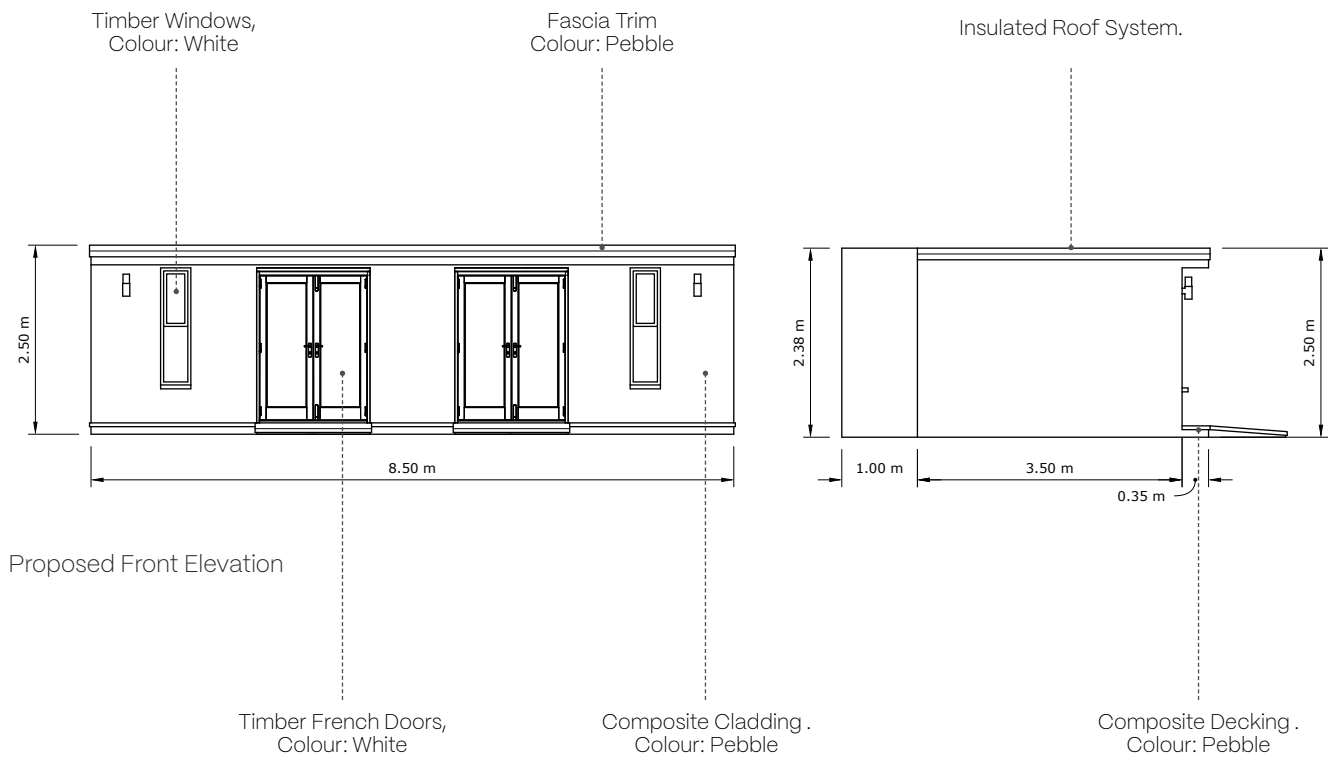 Timber Windows,
Colour: White
Fascia Trim
Colour: Pebble
Insulated Roof System.
2.50 m
2.38 m
2.50 m
8.50 m
1.00 m
3.50 m
0.35 m
Proposed Front Elevation
Timber French Doors,
Colour: White
Composite Cladding .
Colour: Pebble
Composite Decking .
Colour: Pebble